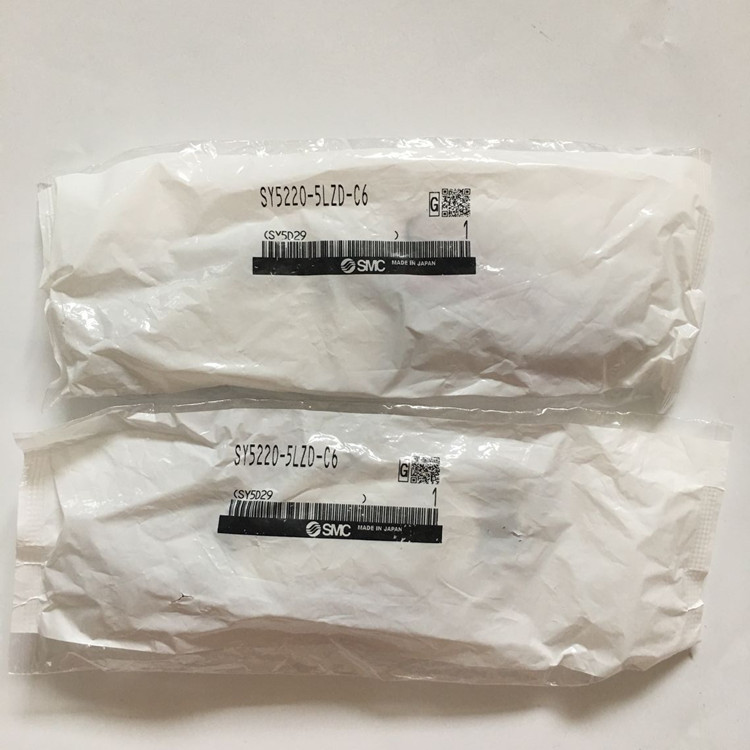 SY5220-5LZD-C6
G
(SY5D29 ) 1
SMC MADE IN JAPAN
SY5220-5LZD-C6
G
(SY5D29 ) 1
SMC MADE IN JAPAN